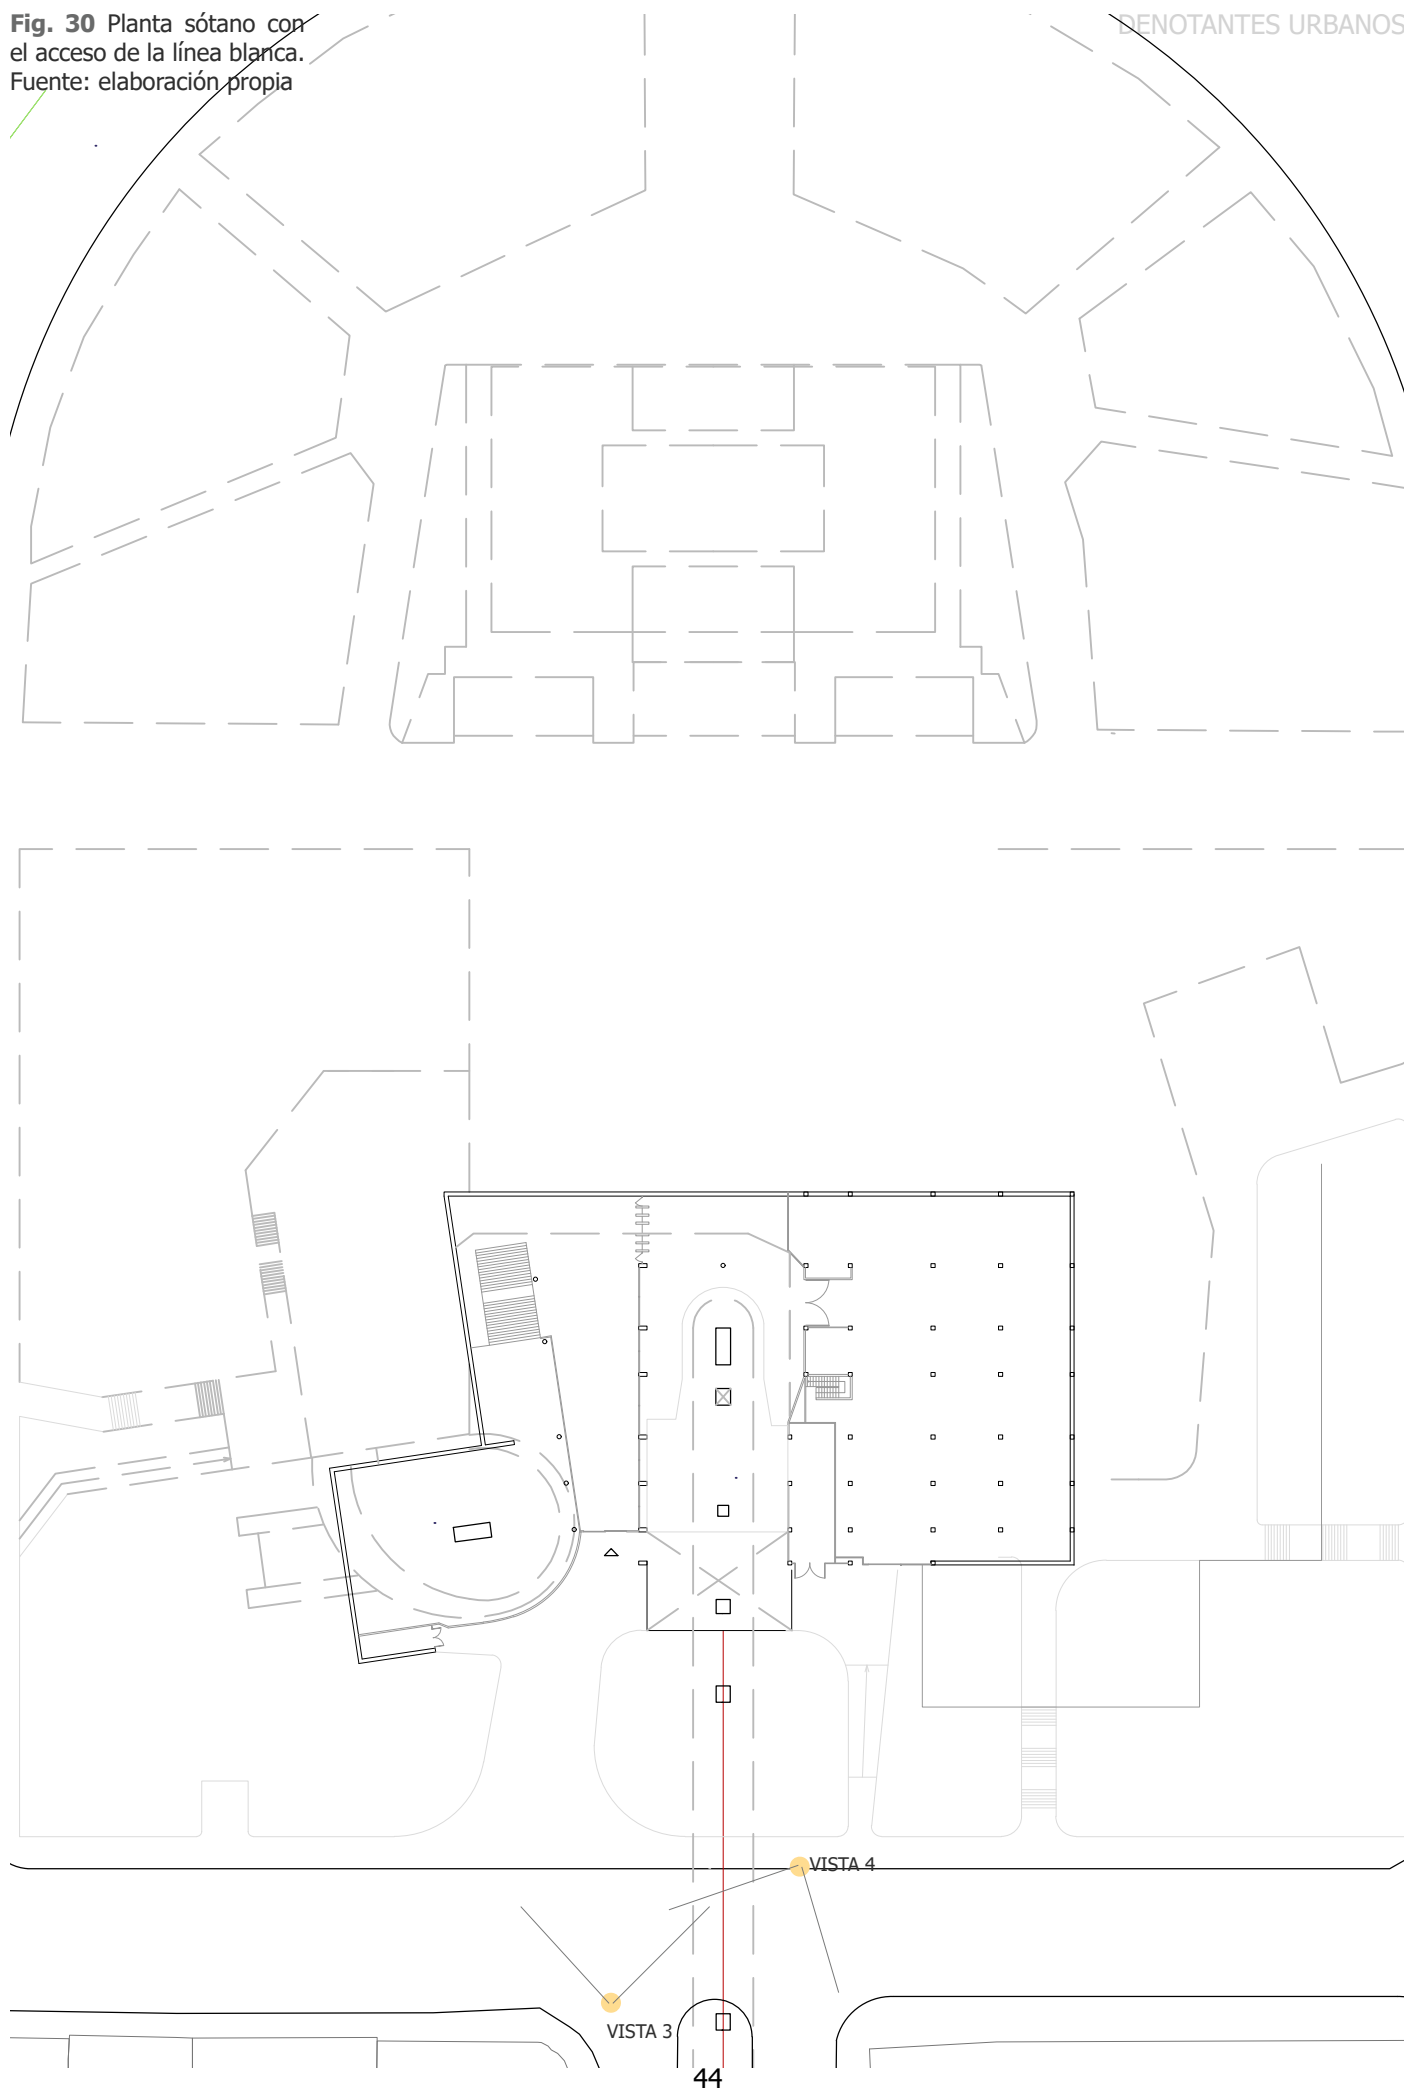 Fig. 30 Planta sótano con
el acceso de la línea blanca.
Fuente: elaboración propia
DENOTANTES URBANOS
VISTA 4
VISTA 3
44